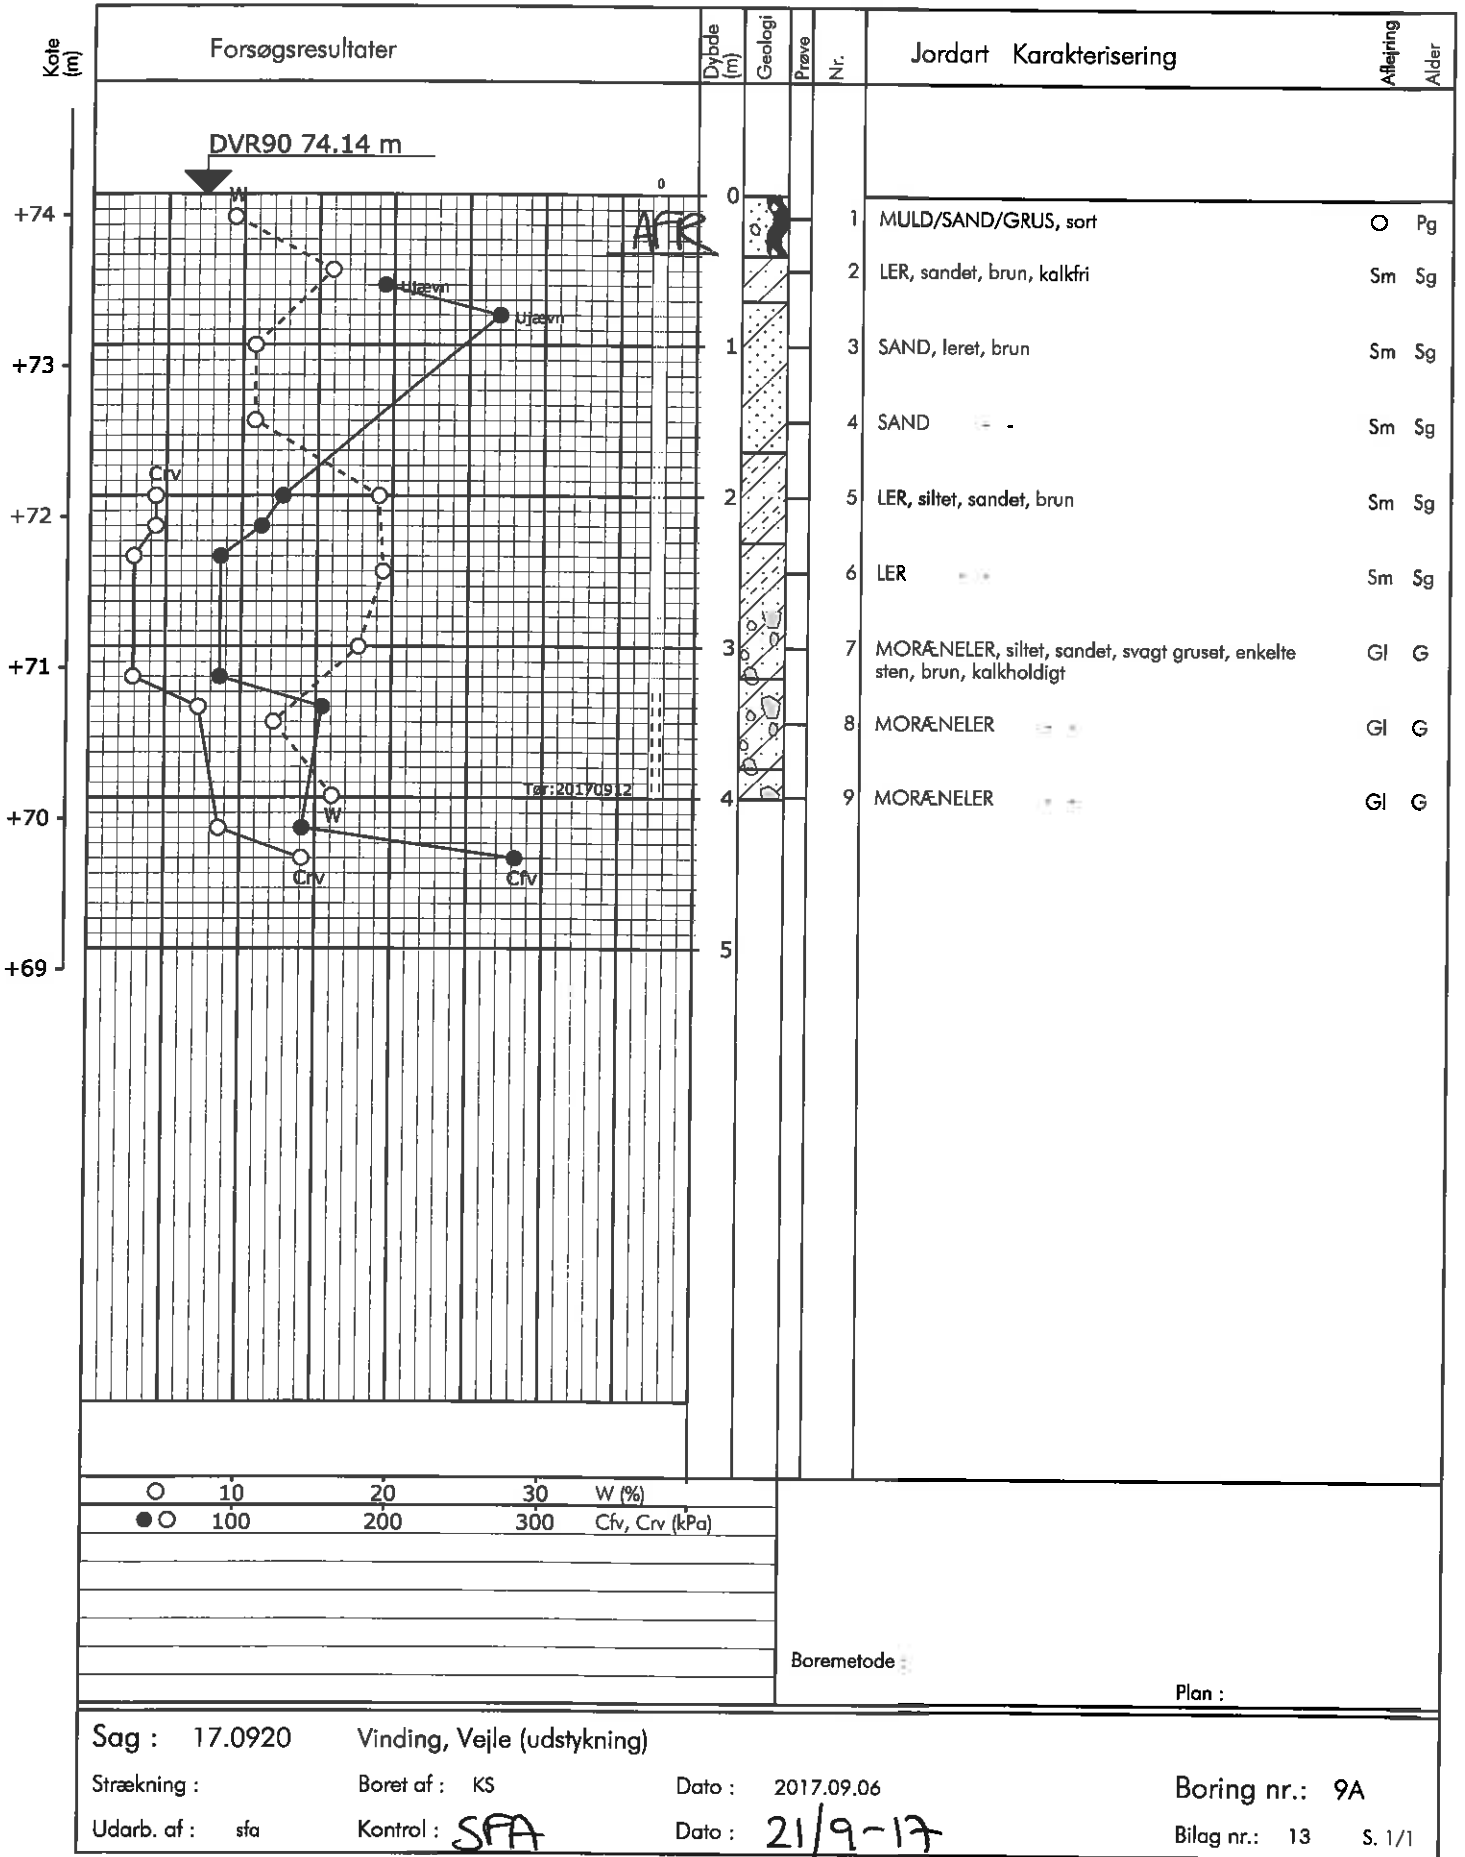 Kote (m)
Forsøgsresultater
Dybde (m)
Geologi
Prøve
Nr.
Jordart Karakterisering
Aflejring
Alder
DVR90 74.14 m
W
0
0
+74
AFR
1 MULD/SAND/GRUS, sort O Pg
2 LER, sandet, brun, kalkfri Sm Sg
Ujævn
Ujævn
1
+73
3 SAND, leret, brun Sm Sg
4 SAND - - Sm Sg
Crv
2
+72
5 LER, siltet, sandet, brun Sm Sg
6 LER - - Sm Sg
3
+71
7 MORÆNELER, siltet, sandet, svagt gruset, enkelte Gl G
sten, brun, kalkholdigt
8 MORÆNELER - - Gl G
Tør:20170912
4
+70
W
9 MORÆNELER - - Gl G
Crv
Cfv
5
+69
10 20 30 W (%)
100 200 300 Cfv, Crv (kPa)
Boremetode :
Plan :
Sag : 17.0920 Vinding, Vejle (udstykning)
Strækning : Boret af : KS Dato : 2017.09.06 Boring nr.: 9A
Udarb. af : sfa Kontrol : SFA Dato : 21/9-17 Bilag nr.: 13 S. 1/1